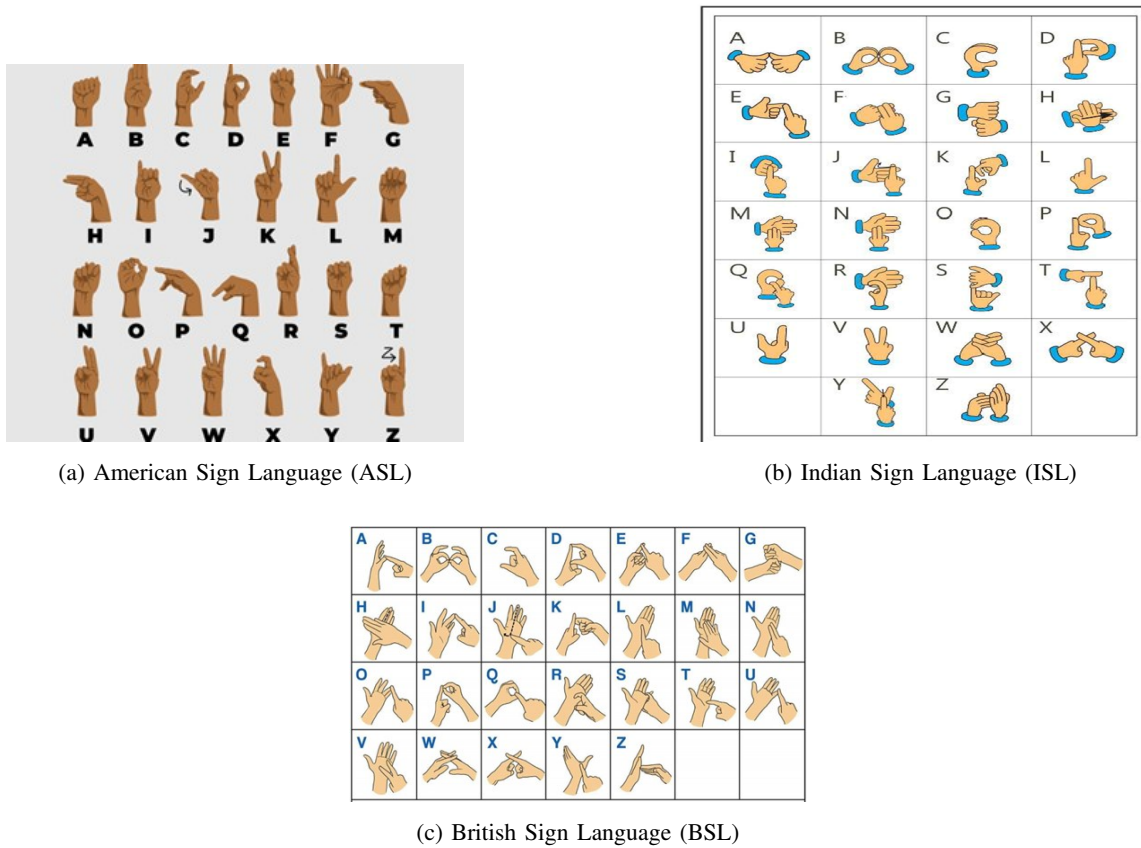 A B C D E F G
H I J K L M
N O P Q R S T
Z
U V W X Y Z
(a) American Sign Language (ASL)
A B C D
E F G H
I J K L
M N O P
Q R S T
U V W X
Y Z
(b) Indian Sign Language (ISL)
A B C D E F G
H I J K L M N
O P Q R S T U
V W X Y Z
(c) British Sign Language (BSL)